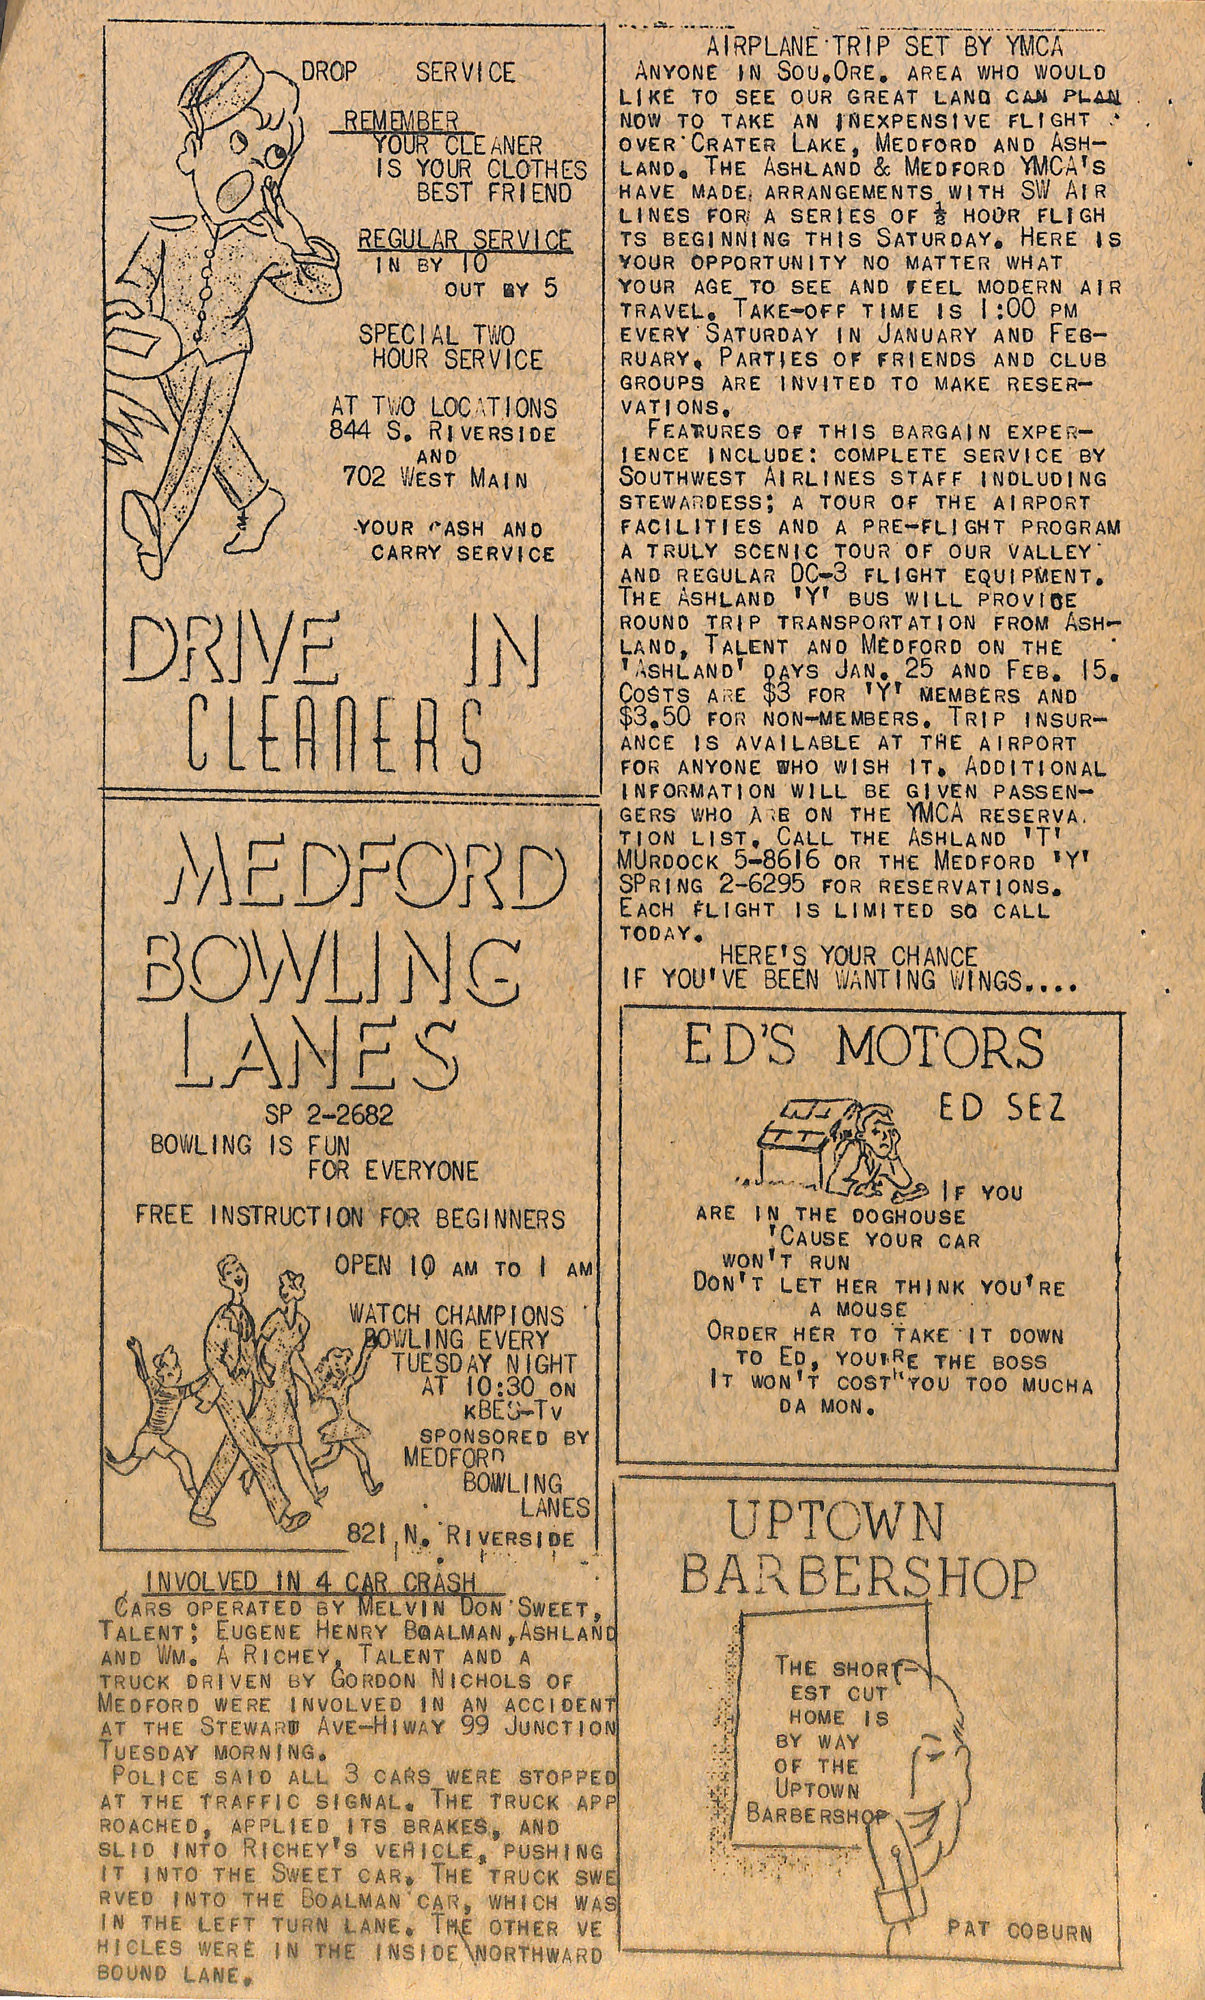 DROP SERVICE
REMEMBER
YOUR CLEANER
IS YOUR CLOTHES
BEST FRIEND
REGULAR SERVICE
IN BY 10
OUT BY 5
SPECIAL TWO
HOUR SERVICE
AT TWO LOCATIONS
844 S. RIVERSIDE
AND
702 WEST MAIN
YOUR CASH AND
CARRY SERVICE
DRIVE IN
CLEANERS
MEDFORD
BOWLING
LANES
SP 2-2682
BOWLING IS FUN
FOR EVERYONE
FREE INSTRUCTION FOR BEGINNERS
OPEN 10 AM TO 1 AM
WATCH CHAMPIONS
BOWLING EVERY
TUESDAY NIGHT
AT 10:30 ON
KBES-TV
SPONSORED BY
MEDFORD
BOWLING
LANES
821 N. RIVERSIDE
INVOLVED IN 4 CAR CRASH
CARS OPERATED BY MELVIN DON SWEET,
TALENT; EUGENE HENRY BOALMAN, ASHLAND
AND WM. A RICHEY, TALENT AND A
TRUCK DRIVEN BY GORDON NICHOLS OF
MEDFORD WERE INVOLVED IN AN ACCIDENT
AT THE STEWARD AVE-HIWAY 99 JUNCTION
TUESDAY MORNING.
POLICE SAID ALL 3 CARS WERE STOPPED
AT THE TRAFFIC SIGNAL. THE TRUCK APP
ROACHED, APPLIED ITS BRAKES, AND
SLID INTO RICHEY'S VEHICLE, PUSHING
IT INTO THE SWEET CAR. THE TRUCK SWE
RVED INTO THE BOALMAN CAR, WHICH WAS
IN THE LEFT TURN LANE. THE OTHER VE
HICLES WERE IN THE INSIDE NORTHWARD
BOUND LANE.
AIRPLANE TRIP SET BY YMCA
ANYONE IN SOU.ORE. AREA WHO WOULD
LIKE TO SEE OUR GREAT LAND CAN PLAN
NOW TO TAKE AN INEXPENSIVE FLIGHT
OVER CRATER LAKE, MEDFORD AND ASH-
LAND. THE ASHLAND & MEDFORD YMCA'S
HAVE MADE ARRANGEMENTS WITH SW AIR
LINES FOR A SERIES OF ½ HOUR FLIGH
TS BEGINNING THIS SATURDAY. HERE IS
YOUR OPPORTUNITY NO MATTER WHAT
YOUR AGE TO SEE AND FEEL MODERN AIR
TRAVEL. TAKE-OFF TIME IS 1:00 PM
EVERY SATURDAY IN JANUARY AND FEB-
RUARY. PARTIES OF FRIENDS AND CLUB
GROUPS ARE INVITED TO MAKE RESER-
VATIONS.
FEATURES OF THIS BARGAIN EXPER-
IENCE INCLUDE: COMPLETE SERVICE BY
SOUTHWEST AIRLINES STAFF INDLUDING
STEWARDESS; A TOUR OF THE AIRPORT
FACILITIES AND A PRE-FLIGHT PROGRAM
A TRULY SCENIC TOUR OF OUR VALLEY
AND REGULAR DC-3 FLIGHT EQUIPMENT.
THE ASHLAND 'Y' BUS WILL PROVIDE
ROUND TRIP TRANSPORTATION FROM ASH-
LAND, TALENT AND MEDFORD ON THE
'ASHLAND' DAYS JAN. 25 AND FEB. 15.
COSTS ARE $3 FOR 'Y' MEMBERS AND
$3.50 FOR NON-MEMBERS. TRIP INSUR-
ANCE IS AVAILABLE AT THE AIRPORT
FOR ANYONE WHO WISH IT. ADDITIONAL
INFORMATION WILL BE GIVEN PASSEN-
GERS WHO ARE ON THE YMCA RESERVA.
TION LIST. CALL THE ASHLAND 'T'
MURDOCK 5-8616 OR THE MEDFORD 'Y'
SPRING 2-6295 FOR RESERVATIONS.
EACH FLIGHT IS LIMITED SO CALL
TODAY.
HERE'S YOUR CHANCE
IF YOU'VE BEEN WANTING WINGS....
ED'S MOTORS
ED SEZ
IF YOU
ARE IN THE DOGHOUSE
'CAUSE YOUR CAR
WON'T RUN
DON'T LET HER THINK YOU'RE
A MOUSE
ORDER HER TO TAKE IT DOWN
TO ED, YOU'RE THE BOSS
IT WON'T COST YOU TOO MUCHA
DA MON.
UPTOWN
BARBERSHOP
THE SHORT-
EST CUT
HOME IS
BY WAY
OF THE
UPTOWN
BARBERSHOP
PAT COBURN